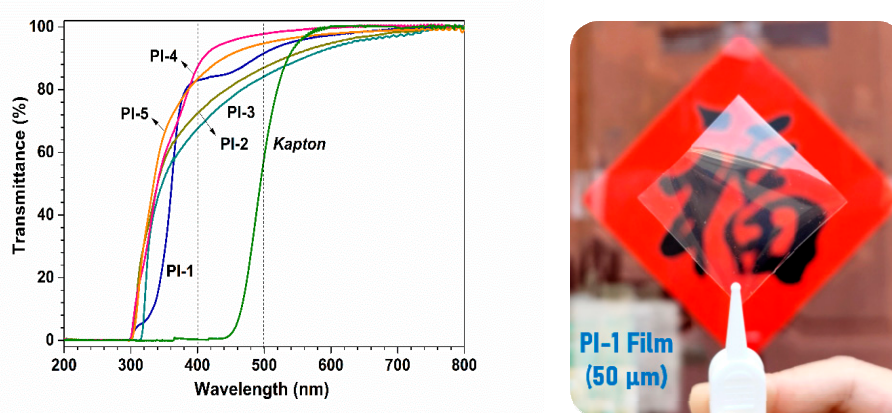 100
80
60
40
20
0
Transmittance (%)
PI-4
PI-5
PI-3
PI-2
Kapton
PI-1
200 300 400 500 600 700 800
Wavelength (nm)
福
PI-1 Film
(50 μm)